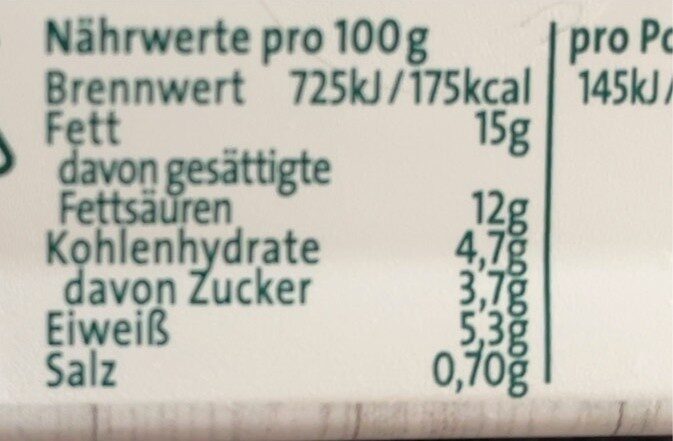 Nährwerte pro 100g pro
Brennwert 725kJ/175kcal 145kJ/
Fett 15g
davon gesättigte
Fettsäuren 12g
Kohlenhydrate 4,7g
davon Zucker 3,7g
Eiweiß 5,3g
Salz 0,70g